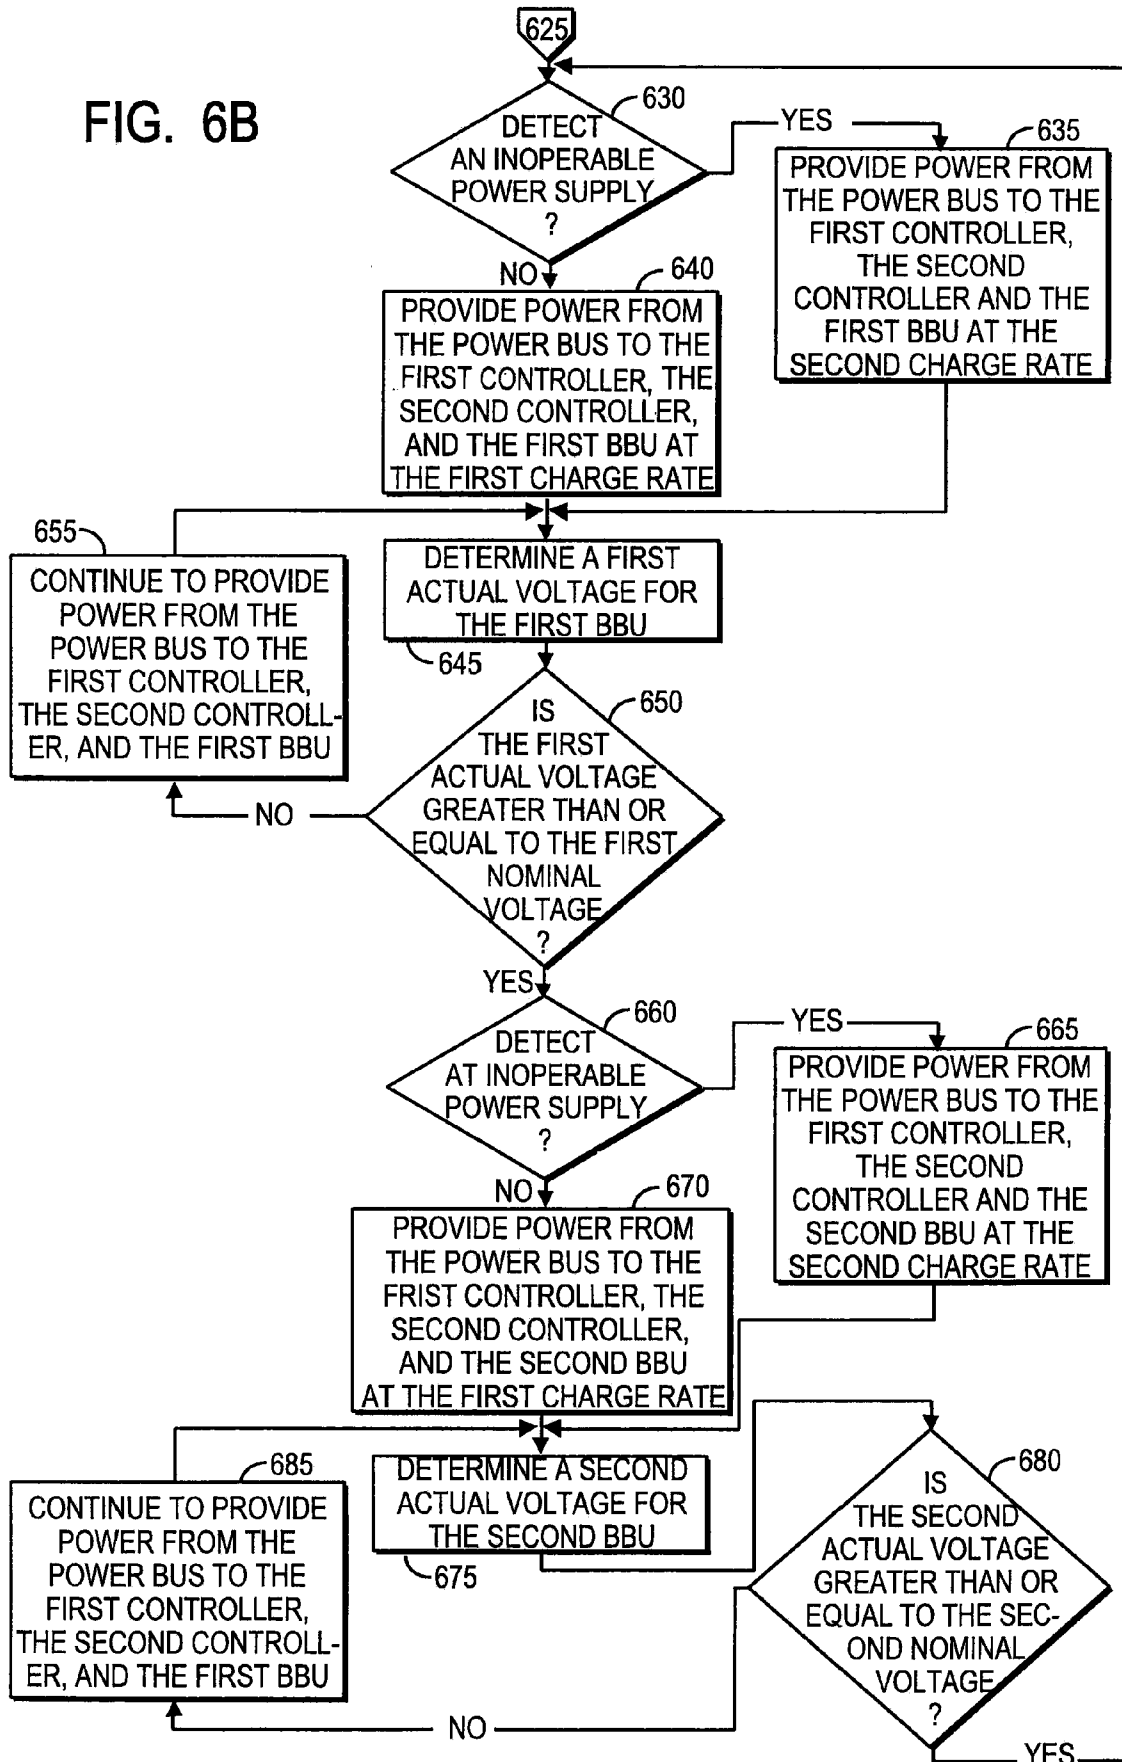 625
FIG. 6B
630
DETECT
AN INOPERABLE
POWER SUPPLY
?
YES
635
PROVIDE POWER FROM
THE POWER BUS TO THE
FIRST CONTROLLER,
THE SECOND
CONTROLLER AND THE
FIRST BBU AT THE
SECOND CHARGE RATE
NO
640
PROVIDE POWER FROM
THE POWER BUS TO THE
FIRST CONTROLLER, THE
SECOND CONTROLLER,
AND THE FIRST BBU AT
THE FIRST CHARGE RATE
655
CONTINUE TO PROVIDE
POWER FROM THE
POWER BUS TO THE
FIRST CONTROLLER,
THE SECOND CONTROLL-
ER, AND THE FIRST BBU
DETERMINE A FIRST
ACTUAL VOLTAGE FOR
THE FIRST BBU
645
650
IS
THE FIRST
ACTUAL VOLTAGE
GREATER THAN OR
EQUAL TO THE FIRST
NOMINAL
VOLTAGE
?
NO
YES
660
DETECT
AT INOPERABLE
POWER SUPPLY
?
YES
665
PROVIDE POWER FROM
THE POWER BUS TO THE
FIRST CONTROLLER,
THE SECOND
CONTROLLER AND THE
SECOND BBU AT THE
SECOND CHARGE RATE
NO
670
PROVIDE POWER FROM
THE POWER BUS TO THE
FRIST CONTROLLER, THE
SECOND CONTROLLER,
AND THE SECOND BBU
AT THE FIRST CHARGE RATE
685
CONTINUE TO PROVIDE
POWER FROM THE
POWER BUS TO THE
FIRST CONTROLLER,
THE SECOND CONTROLL-
ER, AND THE FIRST BBU
DETERMINE A SECOND
ACTUAL VOLTAGE FOR
THE SECOND BBU
675
680
IS
THE SECOND
ACTUAL VOLTAGE
GREATER THAN OR
EQUAL TO THE SEC-
OND NOMINAL
VOLTAGE
?
NO
YES